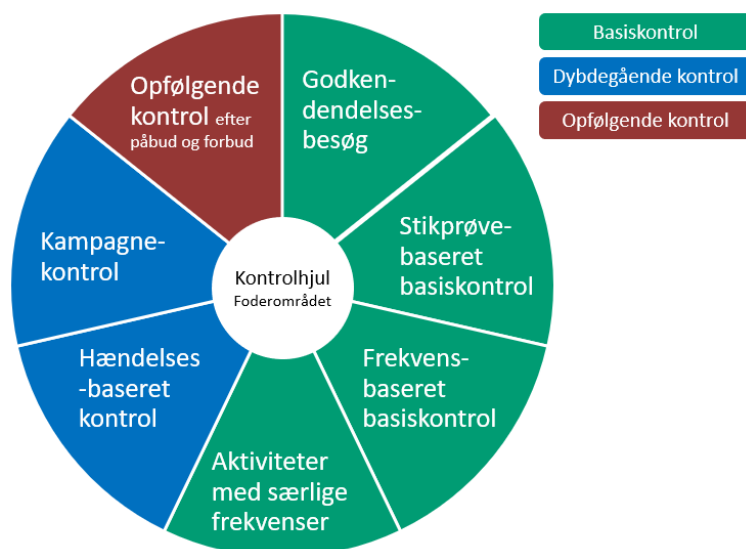 Opfølgende
kontrol efter
påbud og forbud
Godken-
dendelses-
besøg
Stikprøve-
baseret
basiskontrol
Frekvens-
baseret
basiskontrol
Aktiviteter
med særlige
frekvenser
Hændelses
-baseret
kontrol
Kampagne-
kontrol
Kontrolhjul
Foderområdet
Basiskontrol
Dybdegående kontrol
Opfølgende kontrol